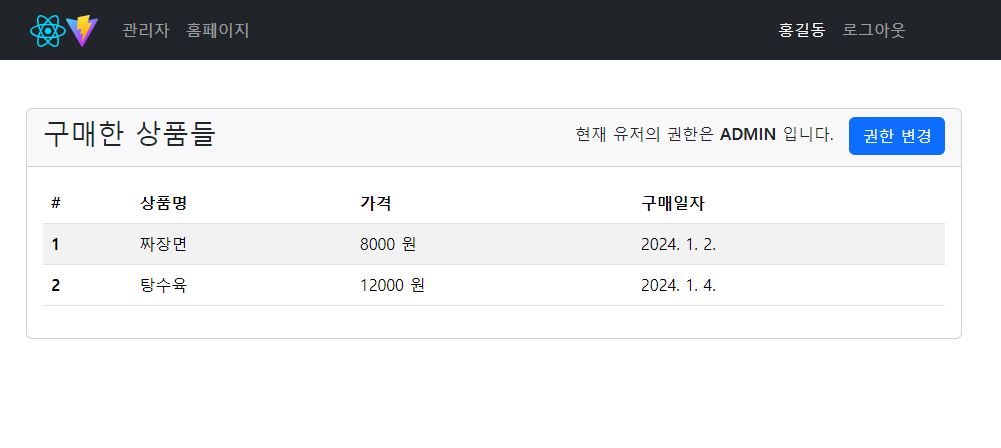 관리자 홈페이지 홍길동 로그아웃
구매한 상품들 현재 유저의 권한은 ADMIN 입니다. 권한 변경
# 상품명 가격 구매일자
1 짜장면 8000 원 2024. 1. 2.
2 탕수육 12000 원 2024. 1. 4.